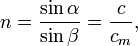 n = \frac{\sin \alpha}{\sin \beta} = \frac{c}{c_m},